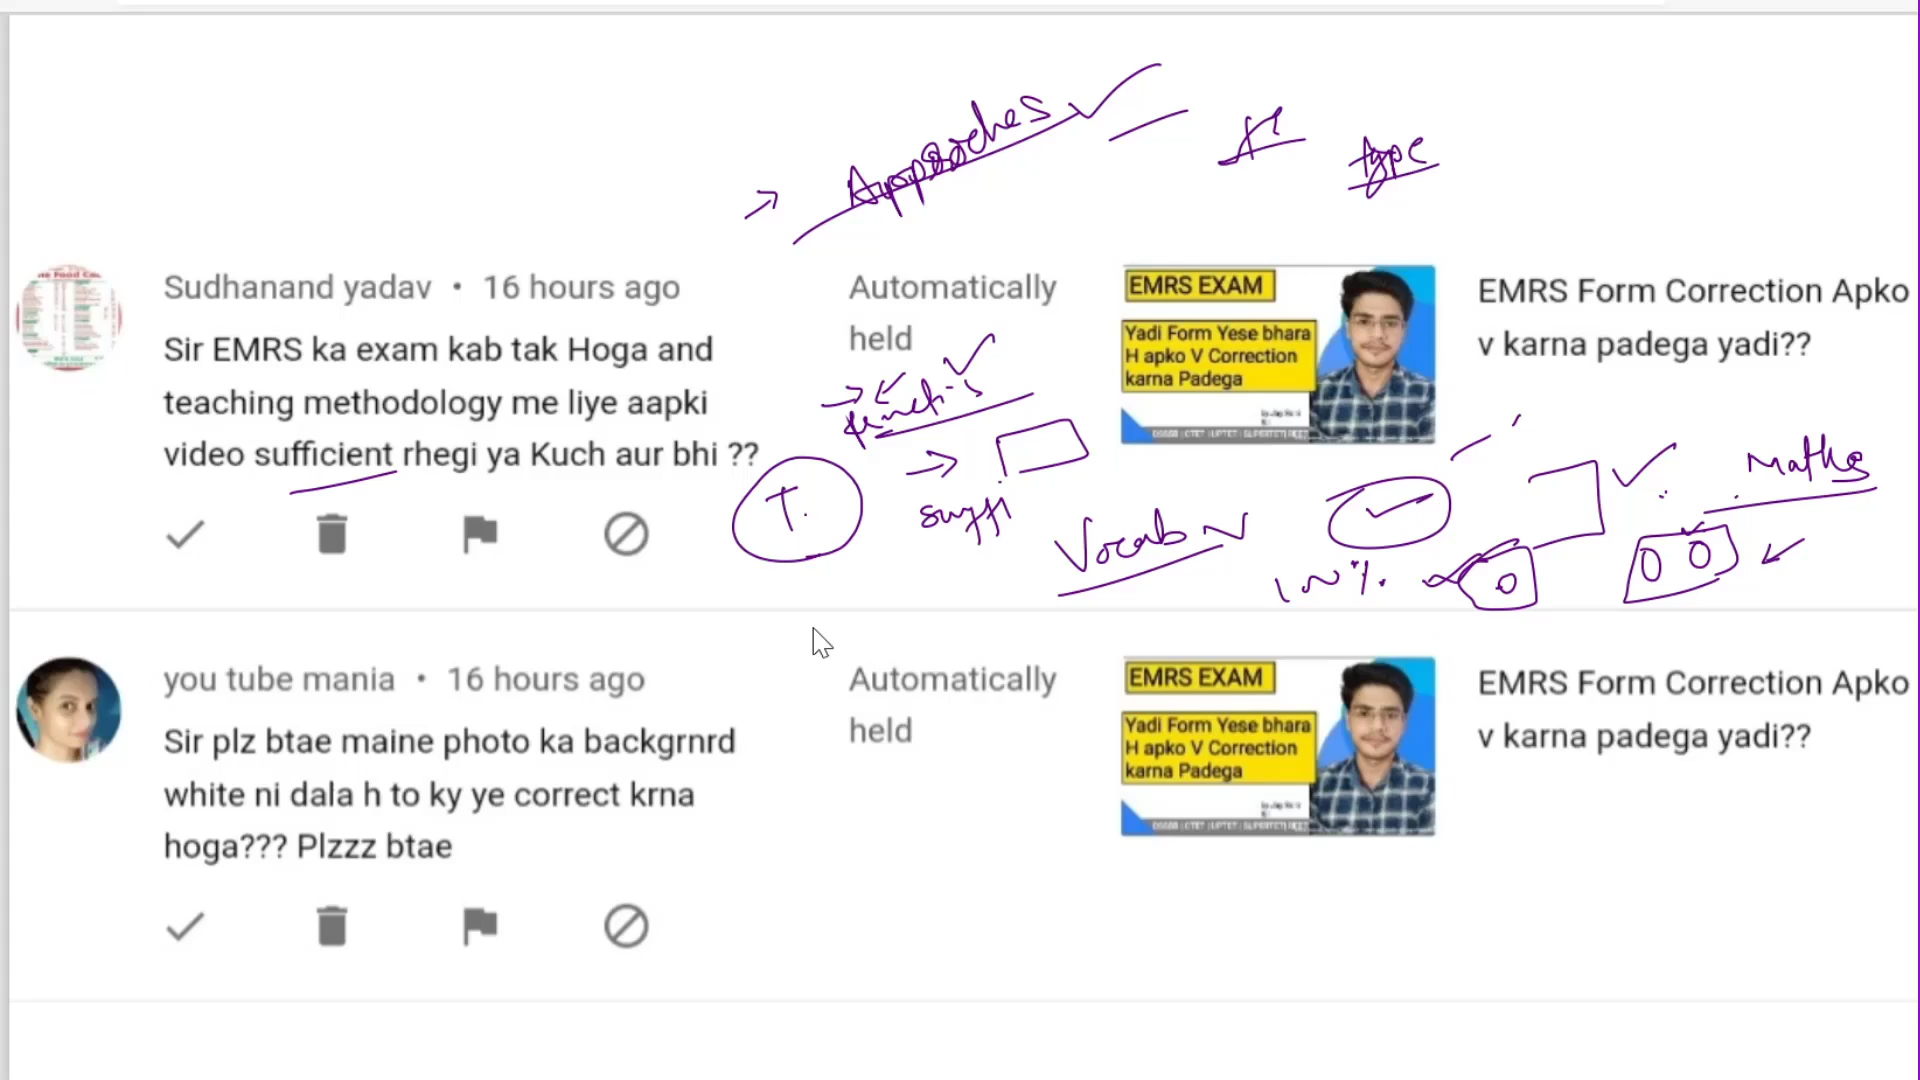 Approches
type
Sudhanand yadav • 16 hours ago
Sir EMRS ka exam kab tak Hoga and
teaching methodology me liye aapki
video sufficient rhegi ya Kuch aur bhi ??
Automatically
held
EMRS EXAM
Yadi Form Yese bhara
H apko V Correction
karna Padega
EMRS Form Correction Apko
v karna padega yadi??
T.
suffi
Vocab
Maths
you tube mania • 16 hours ago
Sir plz btae maine photo ka backgrnrd
white ni dala h to ky ye correct krna
hoga??? Plzzz btae
Automatically
held
EMRS EXAM
Yadi Form Yese bhara
H apko V Correction
karna Padega
EMRS Form Correction Apko
v karna padega yadi??